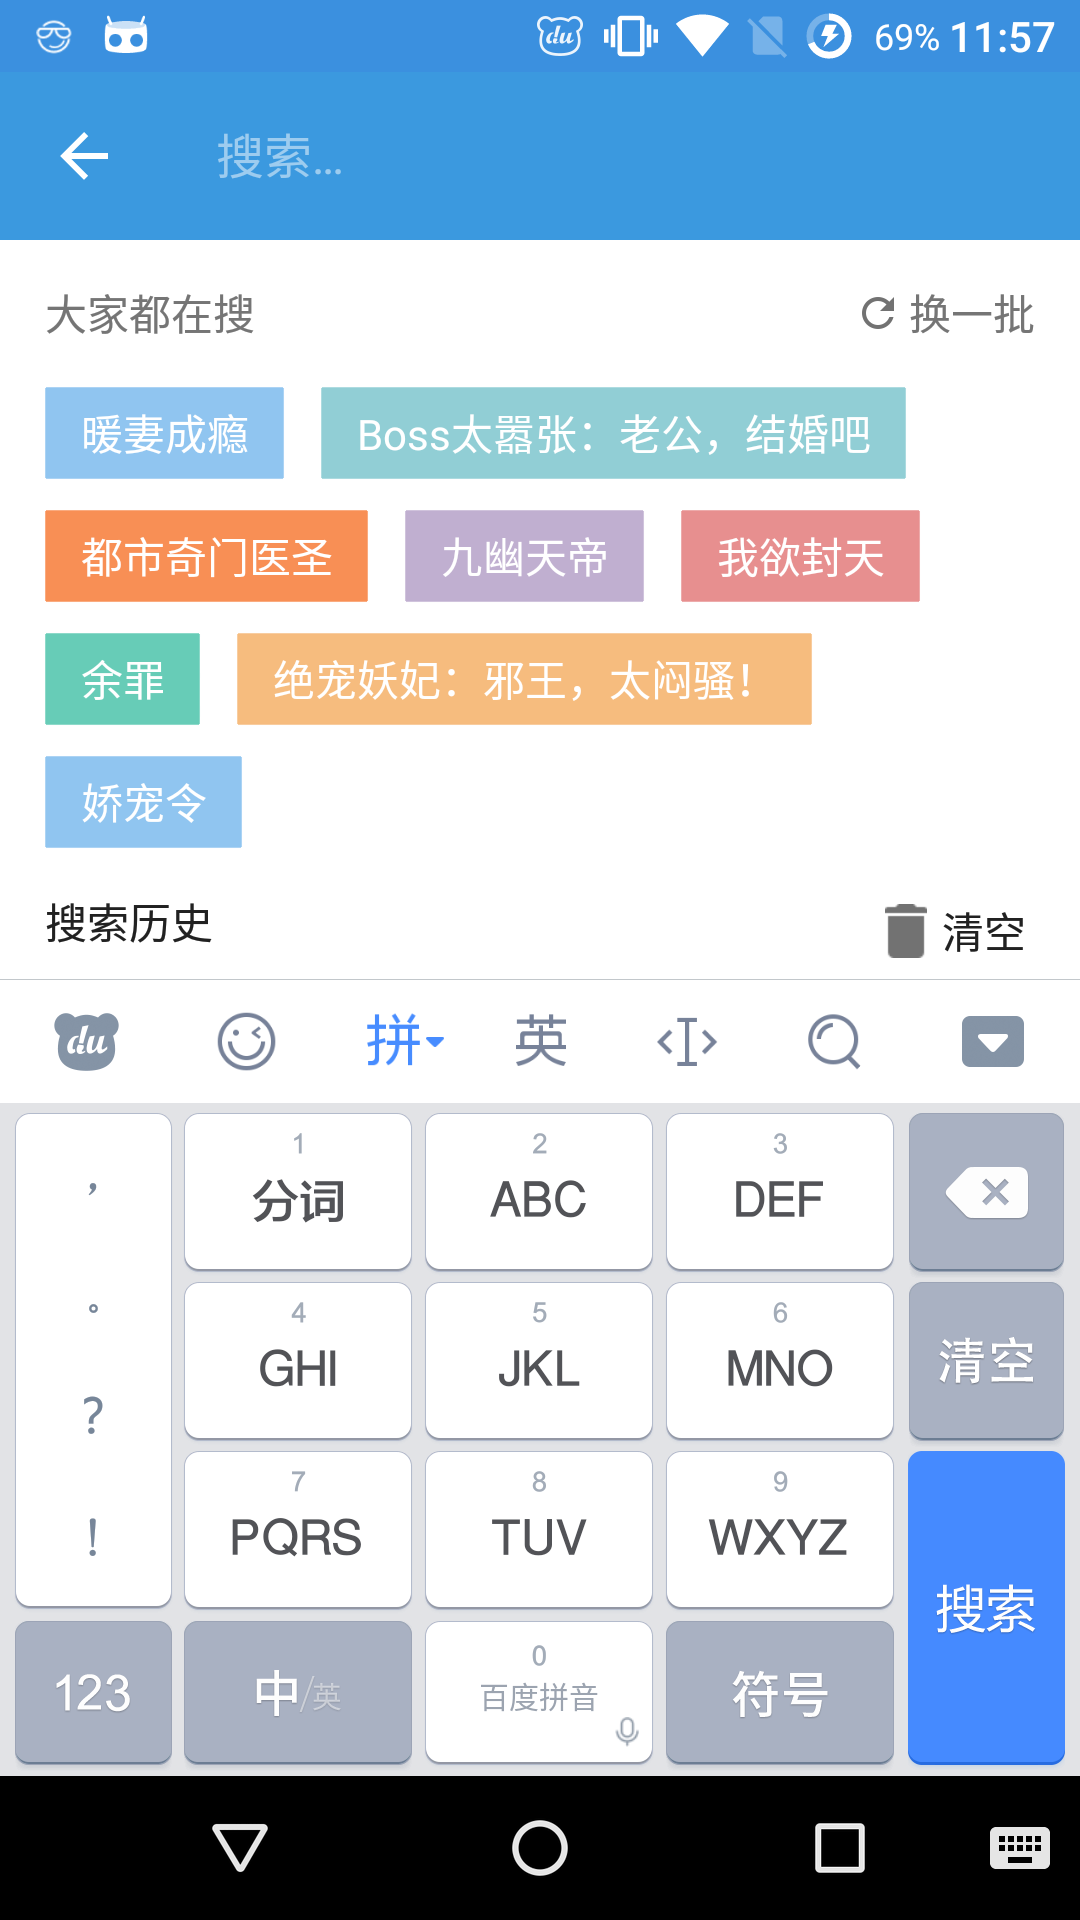 69% 11:57
搜索...
大家都在搜 换一批
暖妻成瘾 Boss太嚣张：老公，结婚吧
都市奇门医圣 九幽天帝 我欲封天
余罪 绝宠妖妃：邪王，太闷骚！
娇宠令
搜索历史 清空
du 拼 英
， 1 2 3
分词 ABC DEF
。 4 5 6
GHI JKL MNO 清空
？ 7 8 9
！ PQRS TUV WXYZ
搜索
123 中/英 0 符号
百度拼音